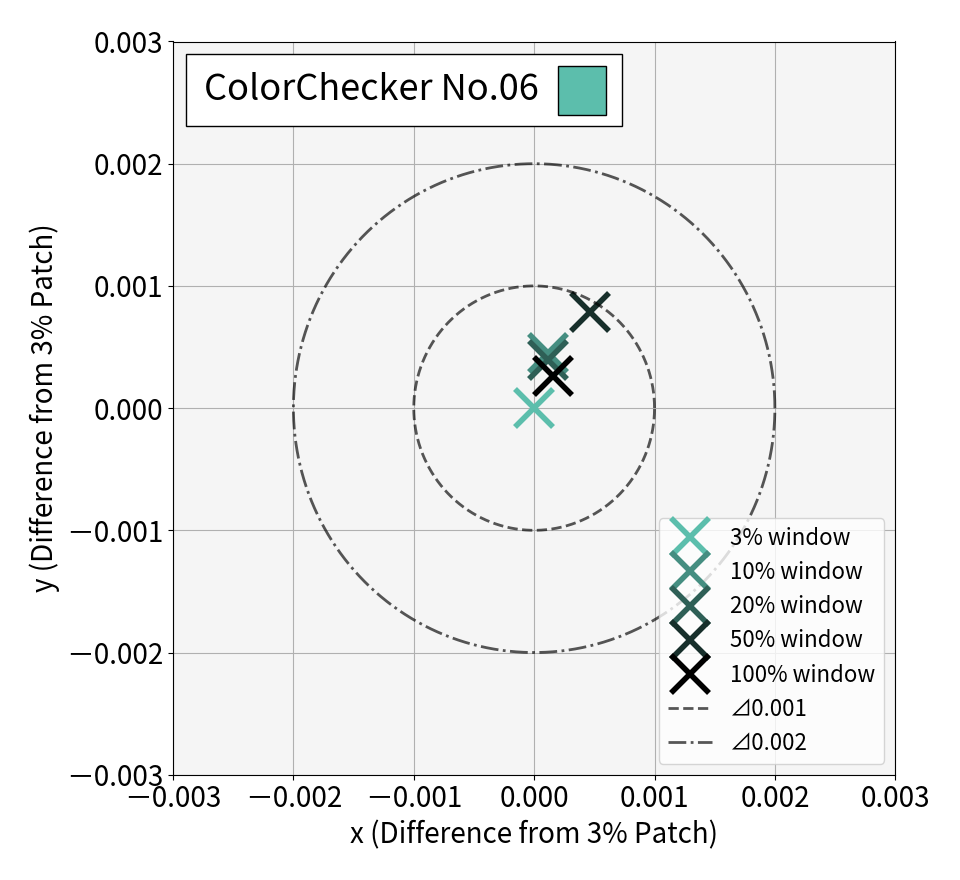 ColorChecker No.06
0.003
0.002
0.001
0.000
−0.001
−0.002
−0.003
y (Difference from 3% Patch)
3% window
10% window
20% window
50% window
100% window
⊿0.001
⊿0.002
−0.003 −0.002 −0.001 0.000 0.001 0.002 0.003
x (Difference from 3% Patch)